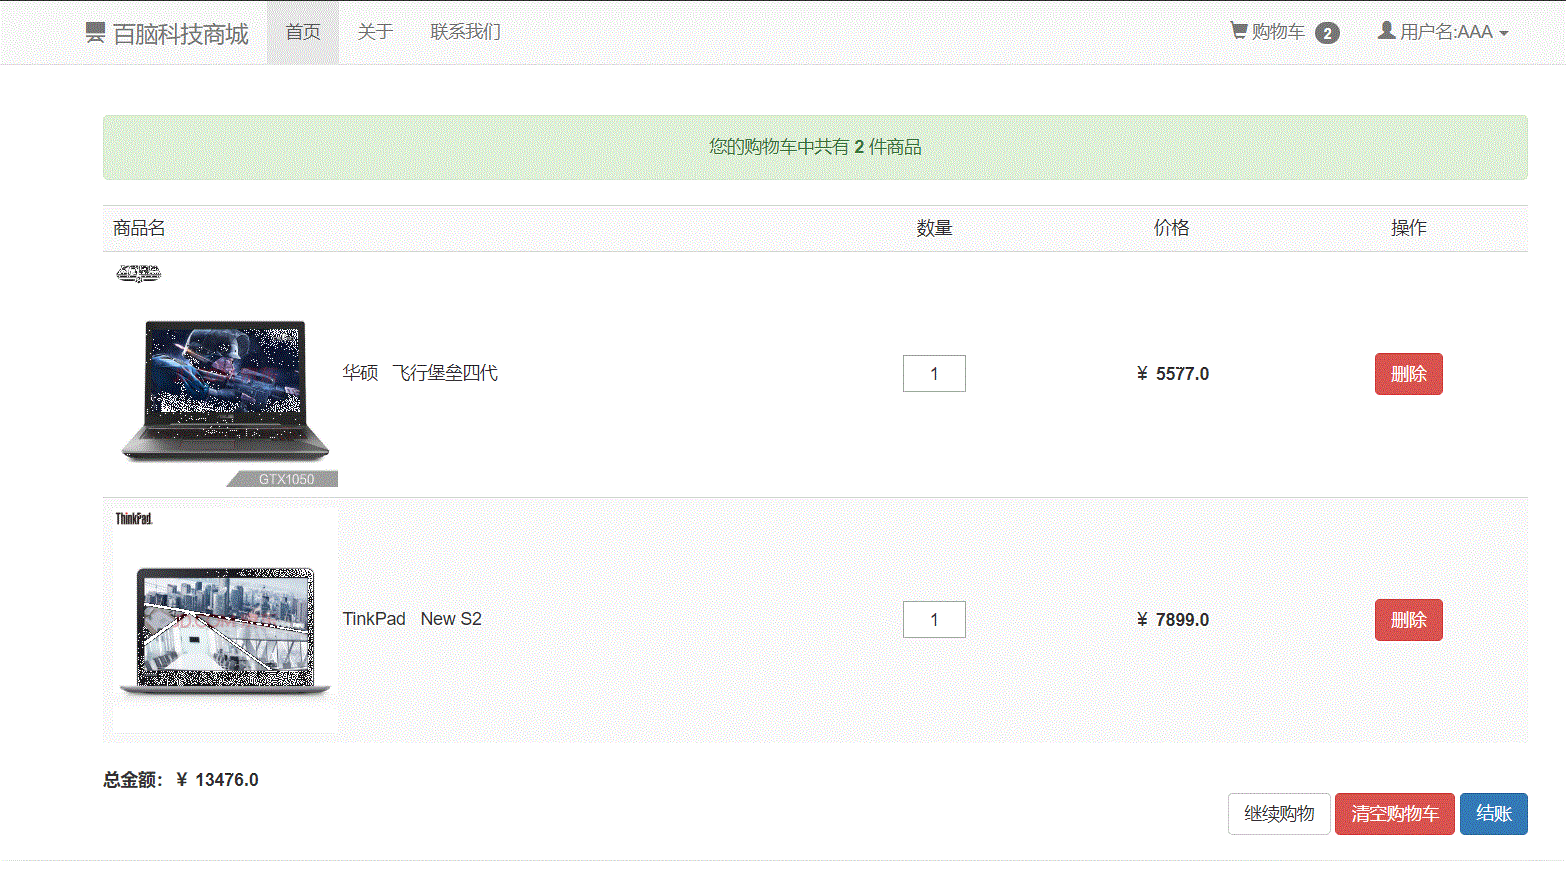 百脑科技商城 首页 关于 联系我们 购物车 2 用户名:AAA
您的购物车中共有 2 件商品
商品名 数量 价格 操作
华硕 飞行堡垒四代 1 ¥ 5577.0 删除
GTX1050
ThinkPad
TinkPad New S2 1 ¥ 7899.0 删除
总金额: ¥ 13476.0
继续购物 清空购物车 结账